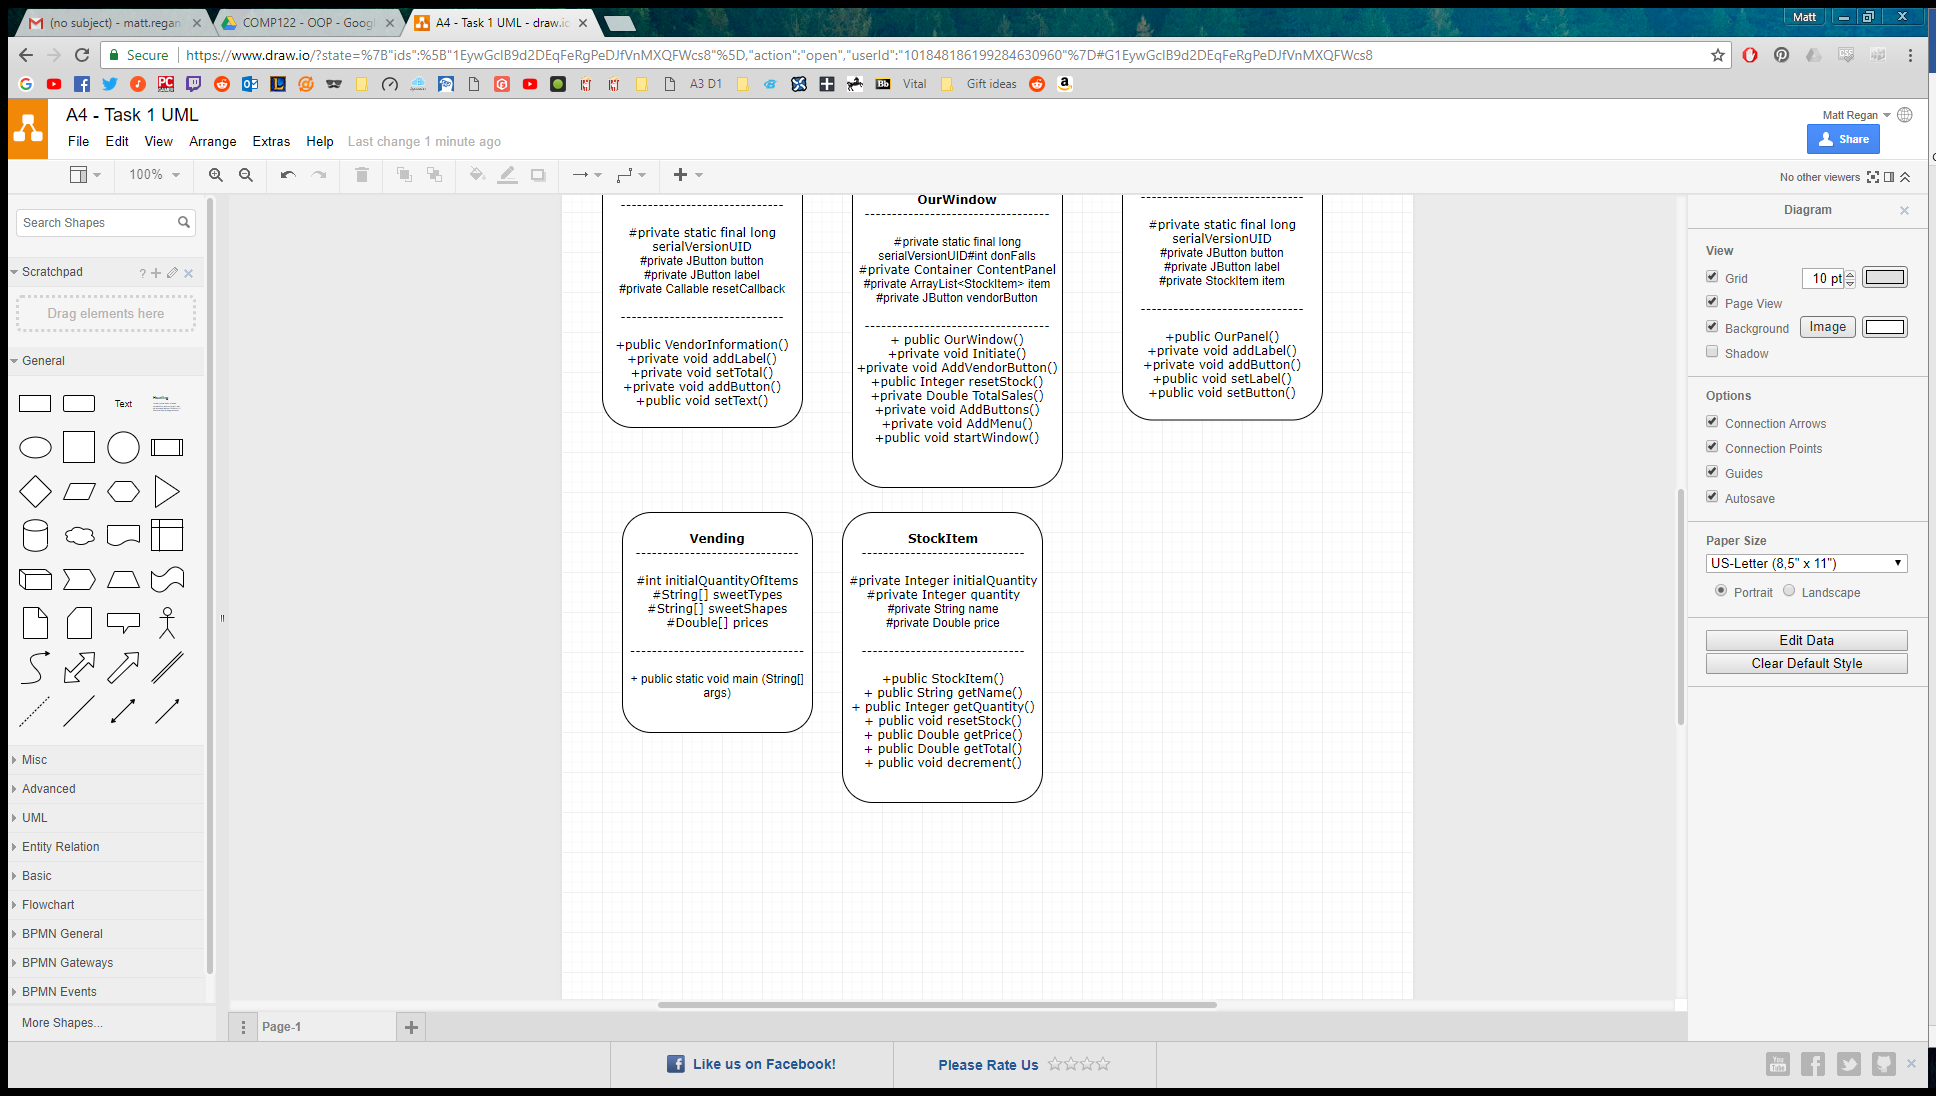 (no subject) - matt.regan
COMP122 - OOP - Googl
A4 - Task 1 UML - draw.io
Matt
Secure
https://www.draw.io/?state=%7B"ids":%5B"1EywGcIB9d2DEqFeRgPeDJfVnMXQFWcs8"%5D,"action":"open","userId":"101848186199284630960"%7D#G1EywGcIB9d2DEqFeRgPeDJfVnMXQFWcs8
A3 D1
Vital
Gift ideas
A4 - Task 1 UML
File Edit View Arrange Extras Help Last change 1 minute ago
Matt Regan
Share
100%
No other viewers
Search Shapes
Scratchpad
?
Drag elements here
General
Text
Misc
Advanced
UML
Entity Relation
Basic
Flowchart
BPMN General
BPMN Gateways
BPMN Events
More Shapes...
-------------------------------
#private static final long
serialVersionUID
#private JButton button
#private JButton label
#private Callable resetCallback
-------------------------------
+public VendorInformation()
+private void addLabel()
+private void setTotal()
+private void addButton()
+public void setText()
OurWindow
-----------------------------------
#private static final long
serialVersionUID#int donFalls
#private Container ContentPanel
#private ArrayList<StockItem> item
#private JButton vendorButton
-----------------------------------
+ public OurWindow()
+private void Initiate()
+private void AddVendorButton()
+public Integer resetStock()
+private Double TotalSales()
+private void AddButtons()
+private void AddMenu()
+public void startWindow()
-------------------------------
#private static final long
serialVersionUID
#private JButton button
#private JButton label
#private StockItem item
-------------------------------
+public OurPanel()
+private void addLabel()
+private void addButton()
+public void setLabel()
+public void setButton()
Vending
-------------------------------
#int initialQuantityOfItems
#String[] sweetTypes
#String[] sweetShapes
#Double[] prices
---------------------------------
+ public static void main (String[]
args)
StockItem
-------------------------------
#private Integer initialQuantity
#private Integer quantity
#private String name
#private Double price
-------------------------------
+public StockItem()
+ public String getName()
+ public Integer getQuantity()
+ public void resetStock()
+ public Double getPrice()
+ public Double getTotal()
+ public void decrement()
Diagram
View
Grid
10 pt
Page View
Background
Image
Shadow
Options
Connection Arrows
Connection Points
Guides
Autosave
Paper Size
US-Letter (8,5" x 11")
Portrait
Landscape
Edit Data
Clear Default Style
Page-1
Like us on Facebook!
Please Rate Us